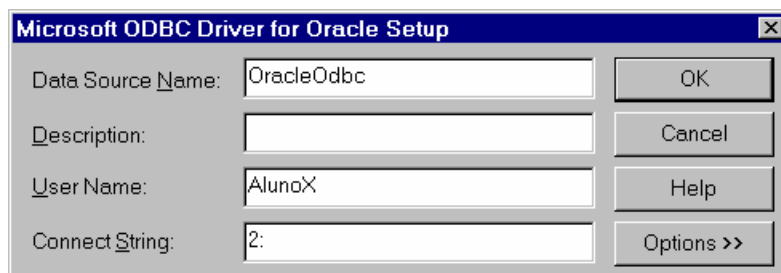 Microsoft ODBC Driver for Oracle Setup
Data Source Name: OracleOdbc OK
Description: Cancel
User Name: AlunoX Help
Connect String: 2: Options >>